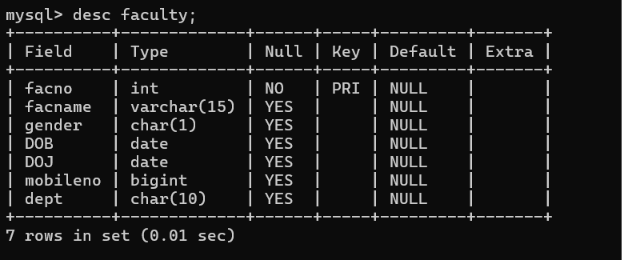 mysql> desc faculty;
+----------+-------------+------+-----+---------+-------+
| Field    | Type        | Null | Key | Default | Extra |
+----------+-------------+------+-----+---------+-------+
| facno    | int         | NO   | PRI | NULL    |       |
| facname  | varchar(15) | YES  |     | NULL    |       |
| gender   | char(1)     | YES  |     | NULL    |       |
| DOB      | date        | YES  |     | NULL    |       |
| DOJ      | date        | YES  |     | NULL    |       |
| mobileno | bigint      | YES  |     | NULL    |       |
| dept     | char(10)    | YES  |     | NULL    |       |
+----------+-------------+------+-----+---------+-------+
7 rows in set (0.01 sec)